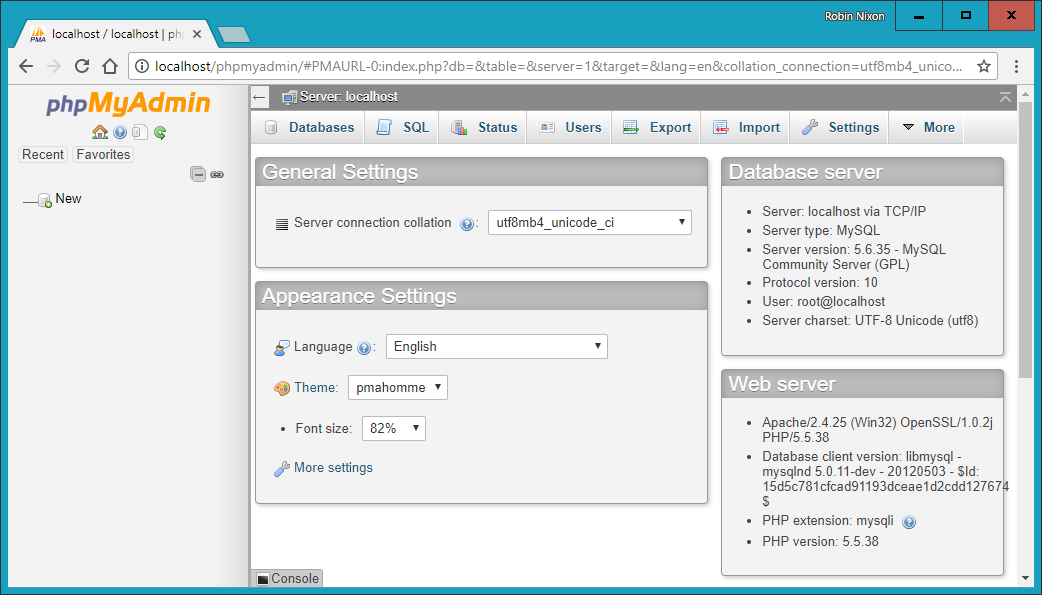 Robin Nixon
PMA localhost / localhost | php
localhost/phpmyadmin/#PMAURL-0:index.php?db=&table=&server=1&target=&lang=en&collation_connection=utf8mb4_unico...
phpMyAdmin
Recent Favorites
New
Server: localhost
Databases SQL Status Users Export Import Settings More
General Settings
Server connection collation : utf8mb4_unicode_ci
Appearance Settings
Language : English
Theme: pmahomme
• Font size: 82%
More settings
Database server
• Server: localhost via TCP/IP
• Server type: MySQL
• Server version: 5.6.35 - MySQL
Community Server (GPL)
• Protocol version: 10
• User: root@localhost
• Server charset: UTF-8 Unicode (utf8)
Web server
• Apache/2.4.25 (Win32) OpenSSL/1.0.2j
PHP/5.5.38
• Database client version: libmysql -
mysqlnd 5.0.11-dev - 20120503 - $Id:
15d5c781cfcad91193dceae1d2cdd127674
$
• PHP extension: mysqli
• PHP version: 5.5.38
Console